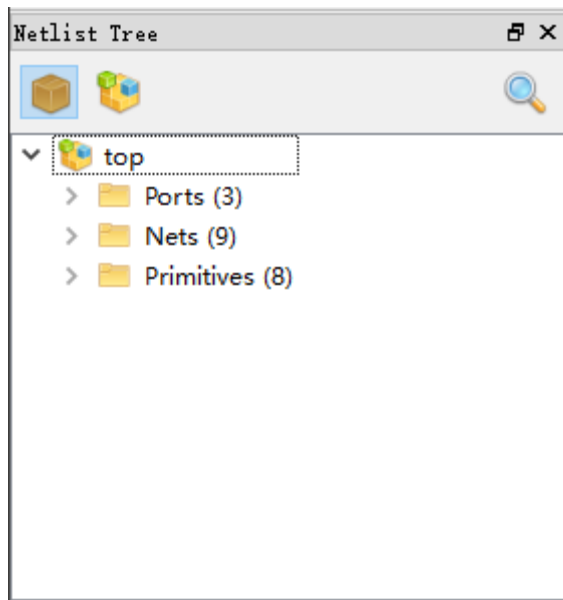 Netlist Tree
top
Ports (3)
Nets (9)
Primitives (8)